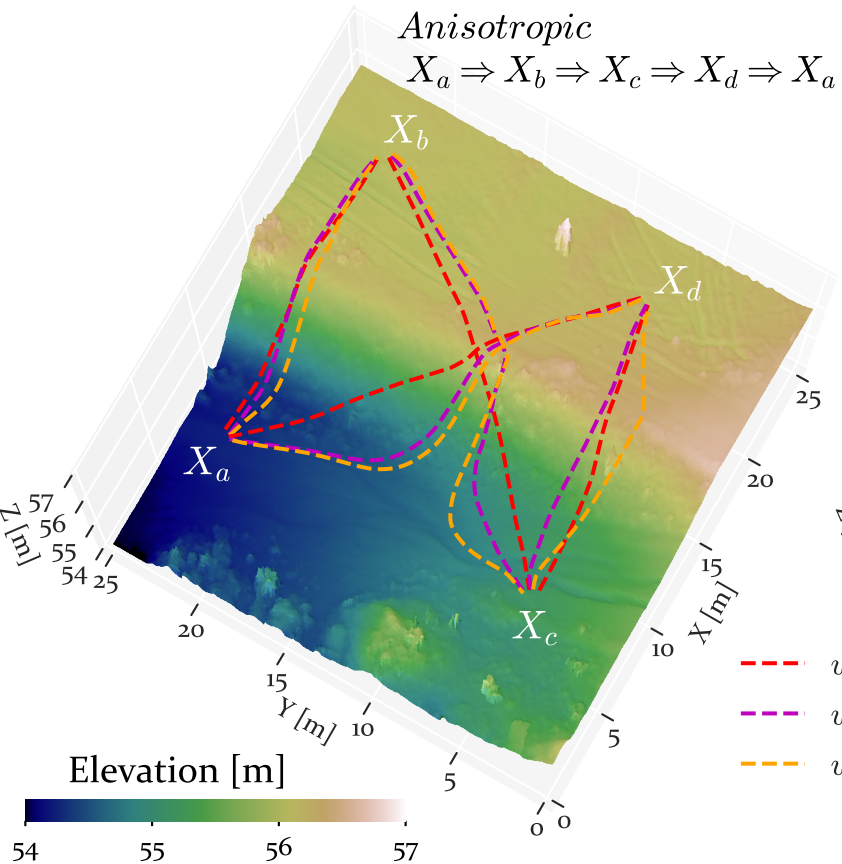 Anisotropic
X_a ⇒ X_b ⇒ X_c ⇒ X_d ⇒ X_a
X_b
X_d
X_a
X_c
57
56
55
54
Z [m]
25
20
15
10
5
0
Y [m]
0
5
10
15
20
25
X [m]
Elevation [m]
54 55 56 57